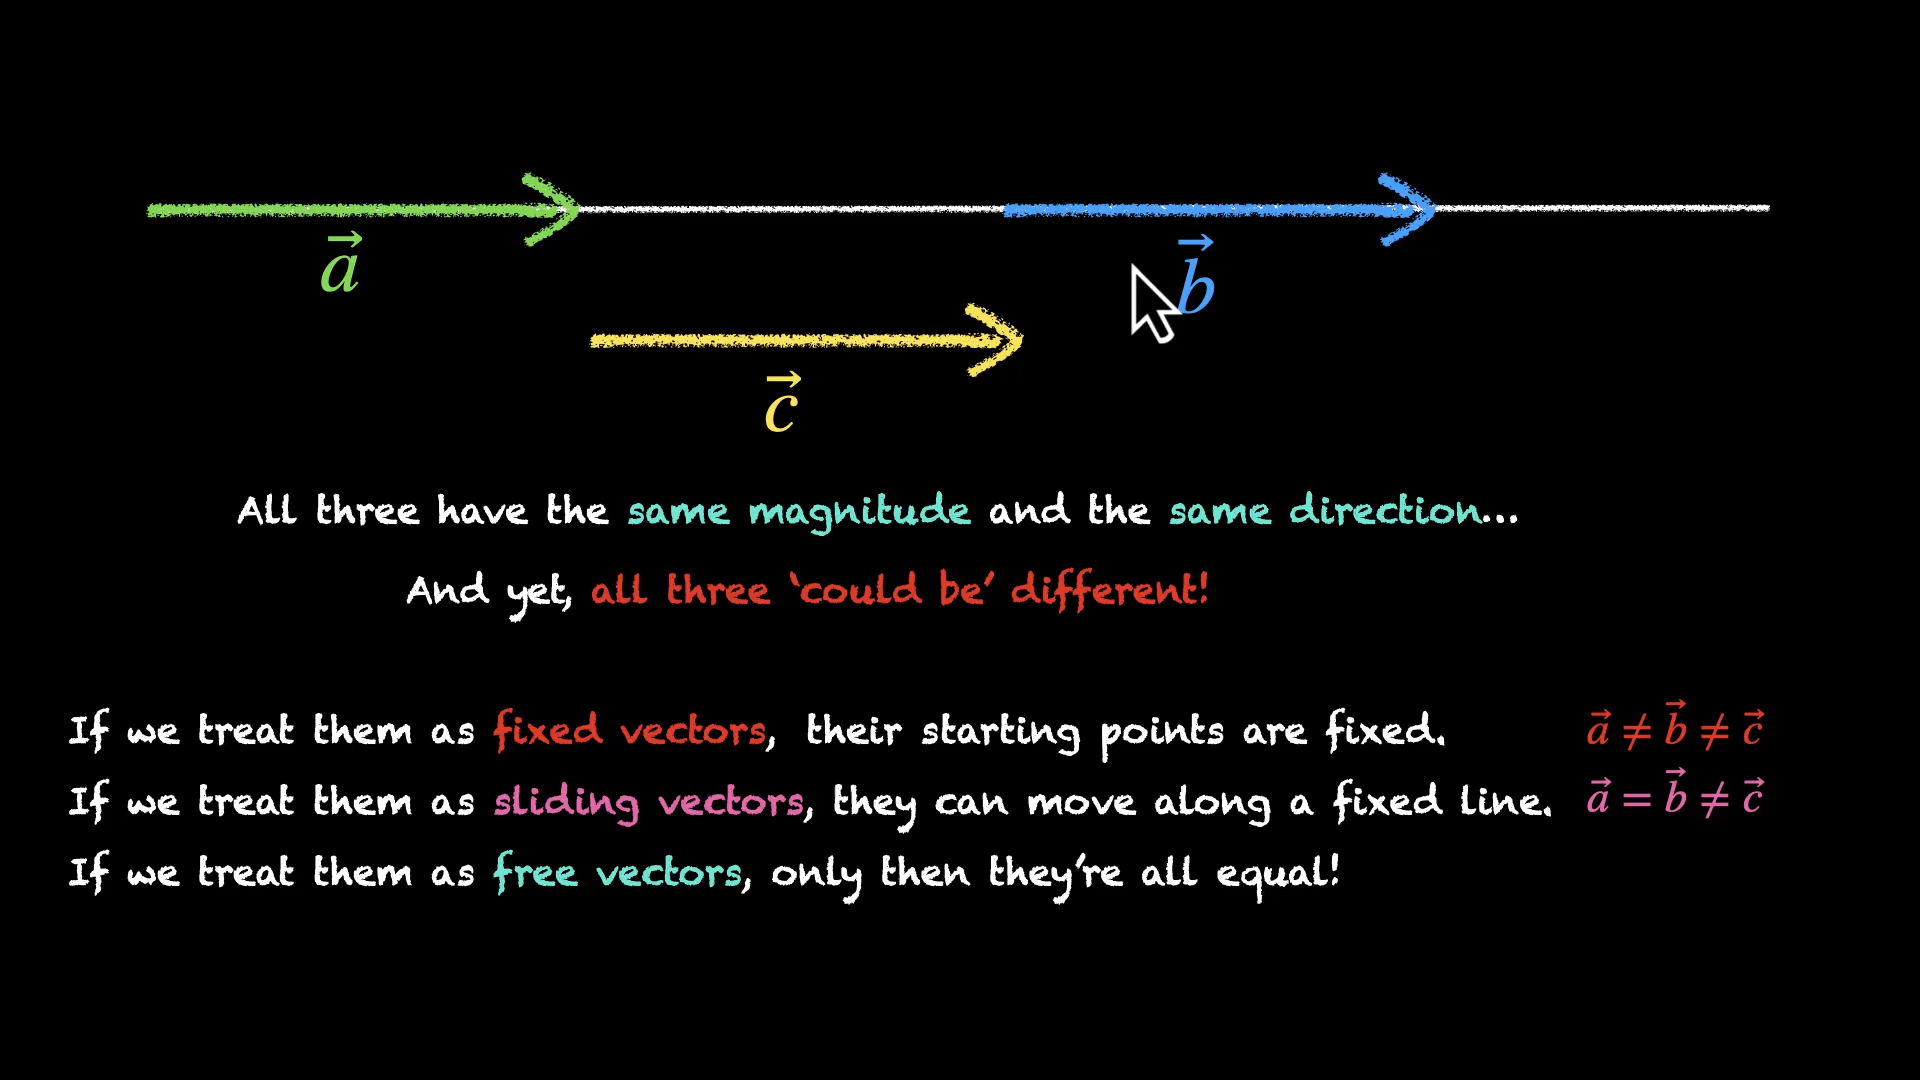 a⃗
b⃗
c⃗
All three have the same magnitude and the same direction...
And yet, all three ‘could be’ different!
If we treat them as fixed vectors, their starting points are fixed. a⃗ ≠ b⃗ ≠ c⃗
If we treat them as sliding vectors, they can move along a fixed line. a⃗ = b⃗ ≠ c⃗
If we treat them as free vectors, only then they’re all equal!